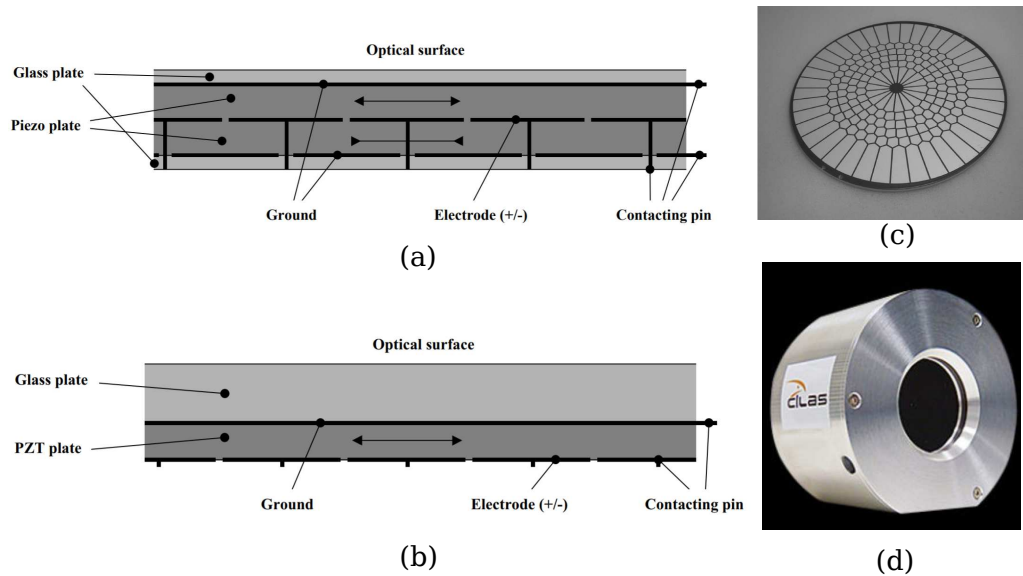 Optical surface
Glass plate
Piezo plate
Ground
Electrode (+/-)
Contacting pin
(a)
Optical surface
Glass plate
PZT plate
Ground
Electrode (+/-)
Contacting pin
(b)
(c)
CILAS
(d)